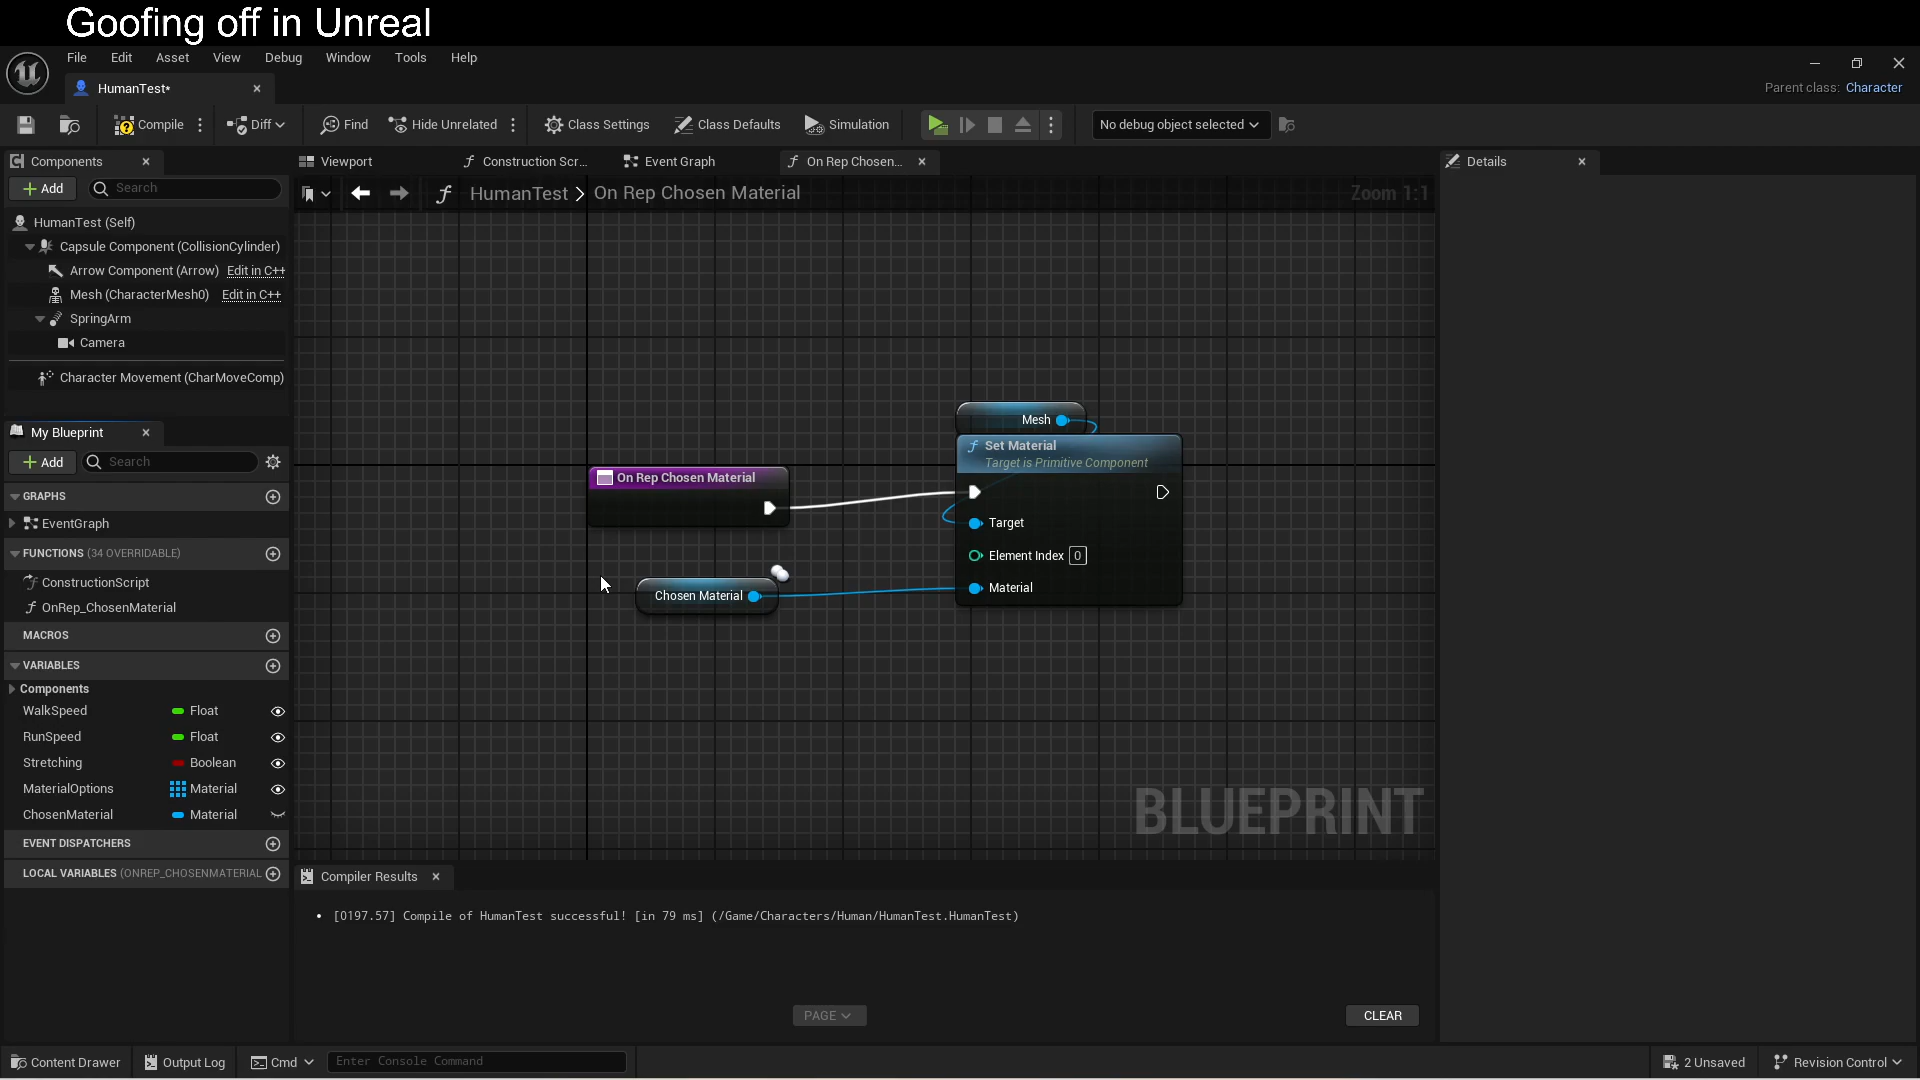 Goofing off in Unreal
File Edit Asset View Debug Window Tools Help
HumanTest*
Parent class: Character
Compile Diff Find Hide Unrelated Class Settings Class Defaults Simulation No debug object selected
Components
Viewport Construction Scr... Event Graph On Rep Chosen... Details
Add Search
HumanTest > On Rep Chosen Material Zoom 1:1
HumanTest (Self)
Capsule Component (CollisionCylinder)
Arrow Component (Arrow) Edit in C++
Mesh (CharacterMesh0) Edit in C++
SpringArm
Camera
Character Movement (CharMoveComp)
My Blueprint
Add Search
GRAPHS
EventGraph
FUNCTIONS (34 OVERRIDABLE)
ConstructionScript
OnRep_ChosenMaterial
MACROS
VARIABLES
Components
WalkSpeed Float
RunSpeed Float
Stretching Boolean
MaterialOptions Material
ChosenMaterial Material
EVENT DISPATCHERS
LOCAL VARIABLES (ONREP_CHOSENMATERIAL
Mesh
Set Material
Target is Primitive Component
On Rep Chosen Material
Target
Element Index 0
Chosen Material
Material
BLUEPRINT
Compiler Results
• [0197.57] Compile of HumanTest successful! [in 79 ms] (/Game/Characters/Human/HumanTest.HumanTest)
PAGE
CLEAR
Content Drawer Output Log Cmd Enter Console Command 2 Unsaved Revision Control